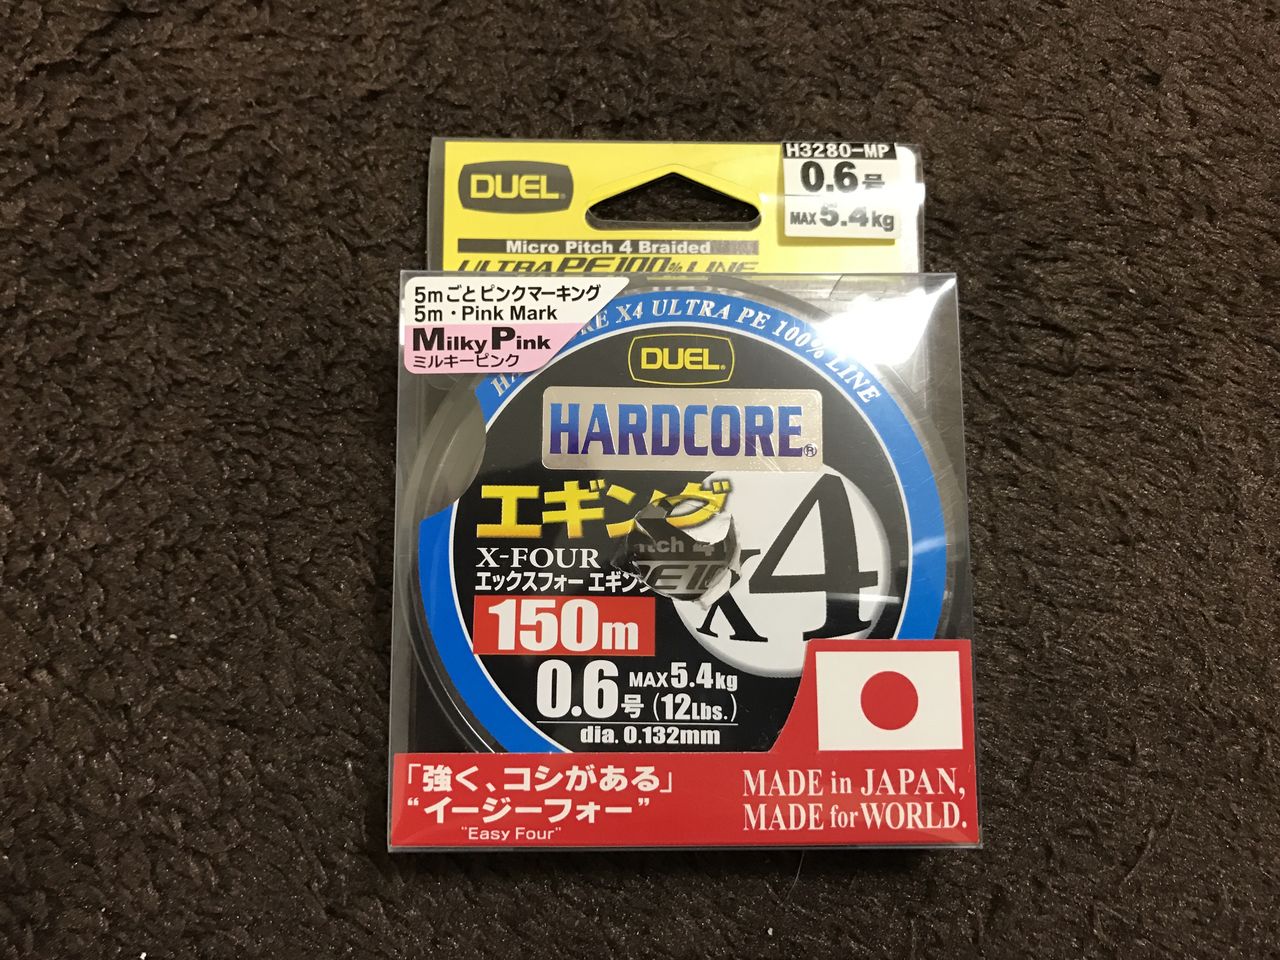 DUEL®
H3280-MP
0.6号
MAX 5.4kg
Micro Pitch 4 Braided
ULTRA PE100% LINE
5mごとピンクマーキング
5m・Pink Mark
Milky Pink
ミルキーピンク
X4 ULTRA PE 100% LINE
DUEL®
HARDCORE®
エギング
X-FOUR
エックスフォー エギング
x4
150m
0.6号 MAX 5.4kg
(12Lbs.)
dia. 0.132mm
「強く、コシがある」
“イージーフォー”
"Easy Four"
MADE in JAPAN,
MADE for WORLD.